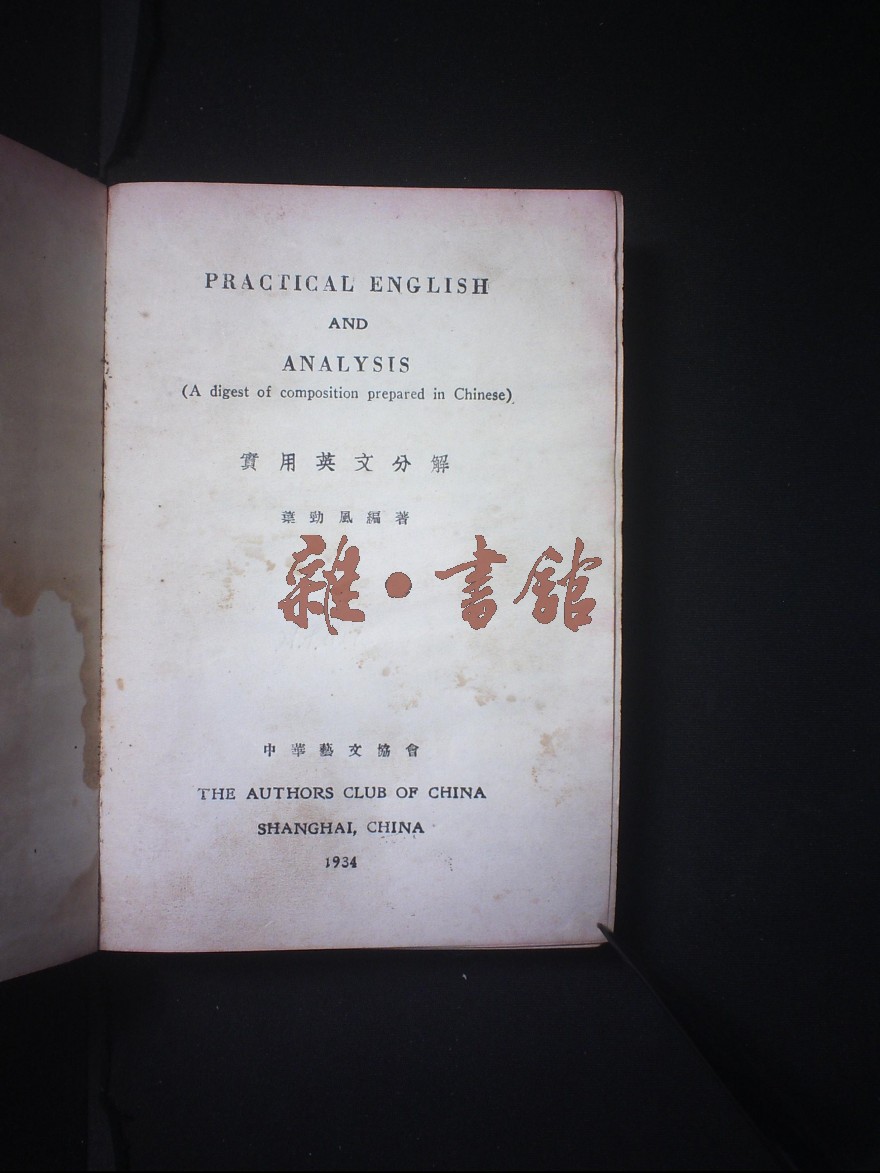 PRACTICAL ENGLISH
AND
ANALYSIS
(A digest of composition prepared in Chinese).
實用英文分解
葉勁風編著
雜•書館
中華藝文協會
THE AUTHORS CLUB OF CHINA
SHANGHAI, CHINA
1934